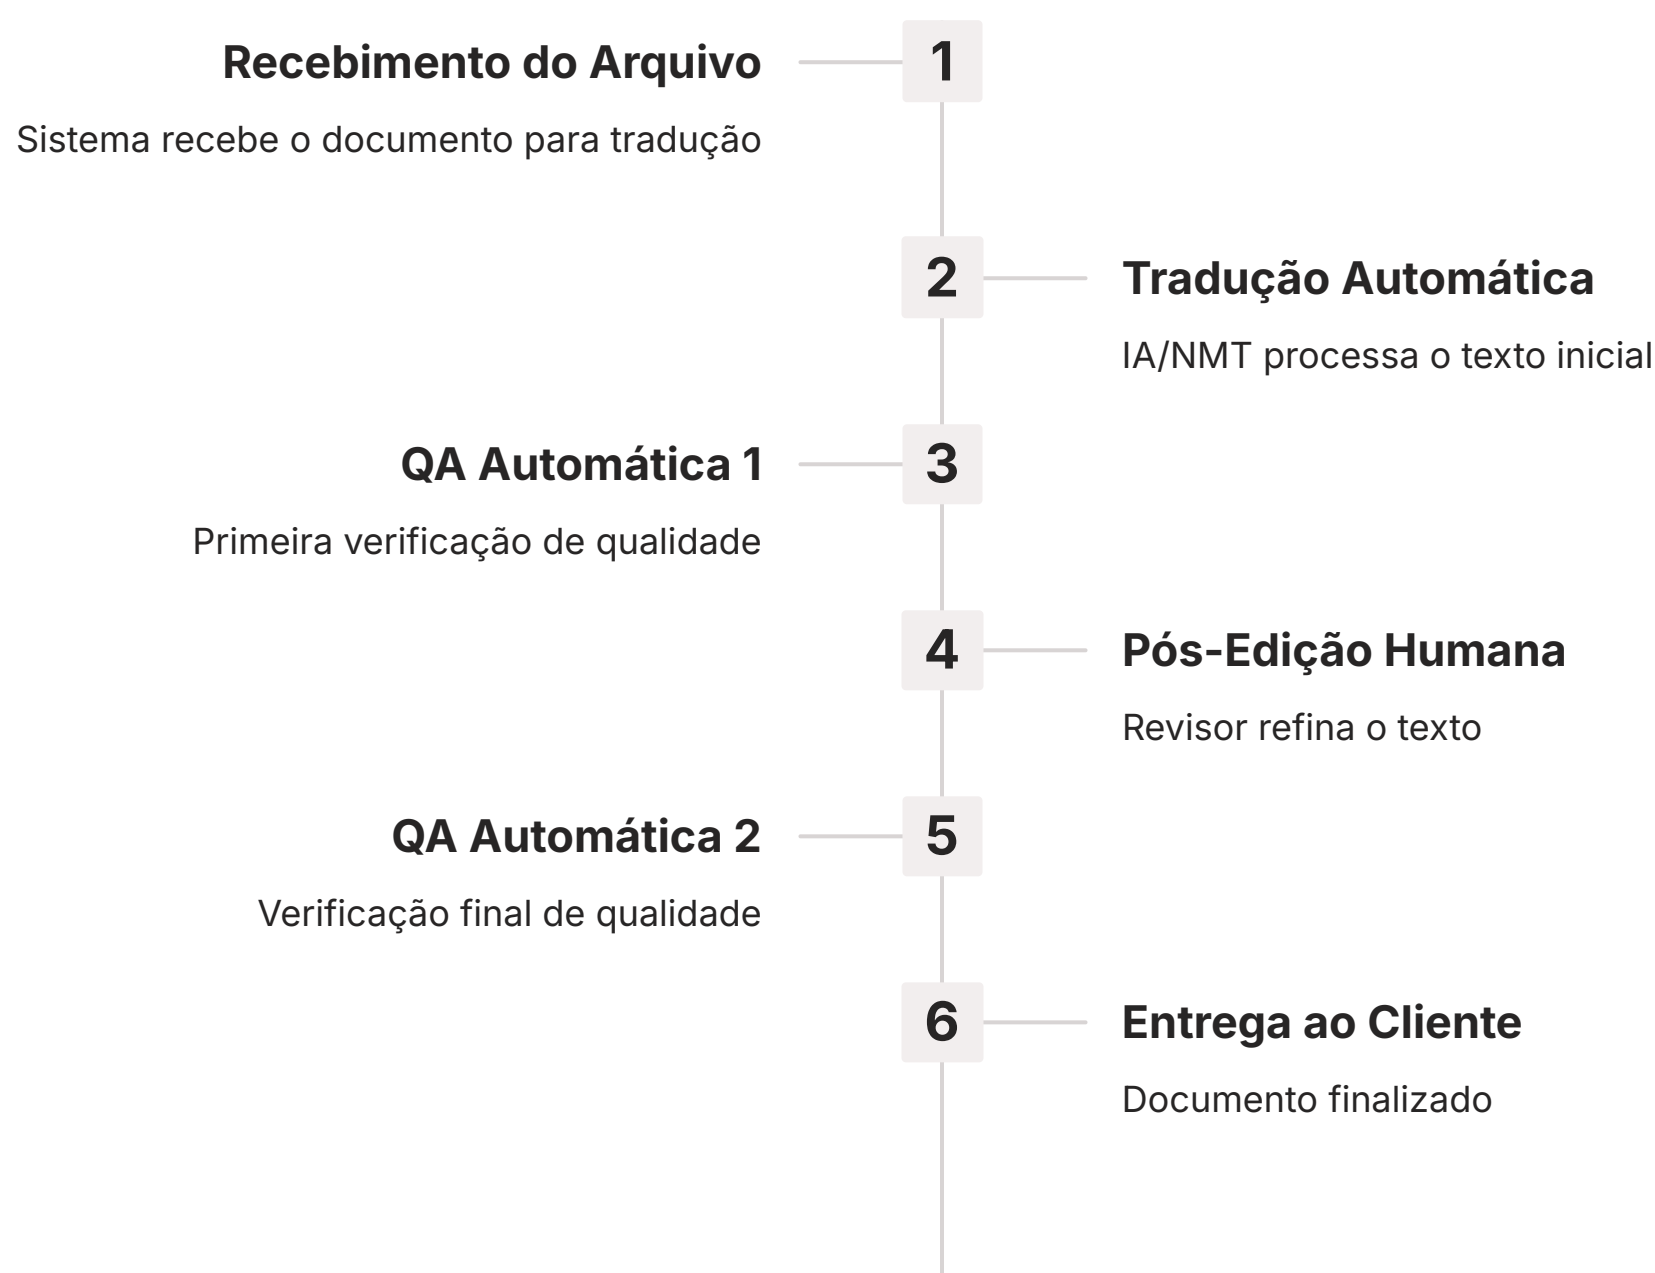 1
Recebimento do Arquivo
Sistema recebe o documento para tradução
2
Tradução Automática
IA/NMT processa o texto inicial
3
QA Automática 1
Primeira verificação de qualidade
4
Pós-Edição Humana
Revisor refina o texto
5
QA Automática 2
Verificação final de qualidade
6
Entrega ao Cliente
Documento finalizado